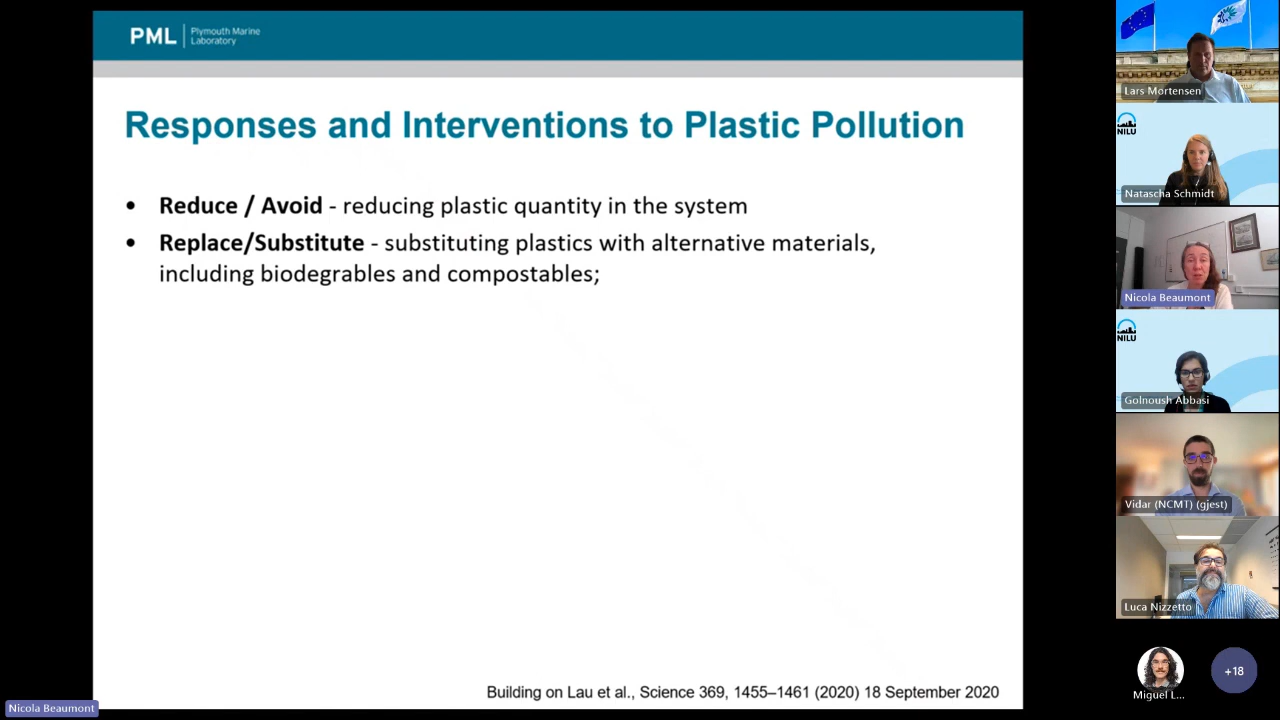 PML | Plymouth Marine
Laboratory
Responses and Interventions to Plastic Pollution
• Reduce / Avoid - reducing plastic quantity in the system
• Replace/Substitute - substituting plastics with alternative materials,
including biodegrables and compostables;
Building on Lau et al., Science 369, 1455–1461 (2020) 18 September 2020
Nicola Beaumont
Lars Mortensen
NILU
Natascha Schmidt
Nicola Beaumont
NILU
Golnoush Abbasi
Vidar (NCMT) (gjest)
Luca Nizzetto
Miguel L...
+18